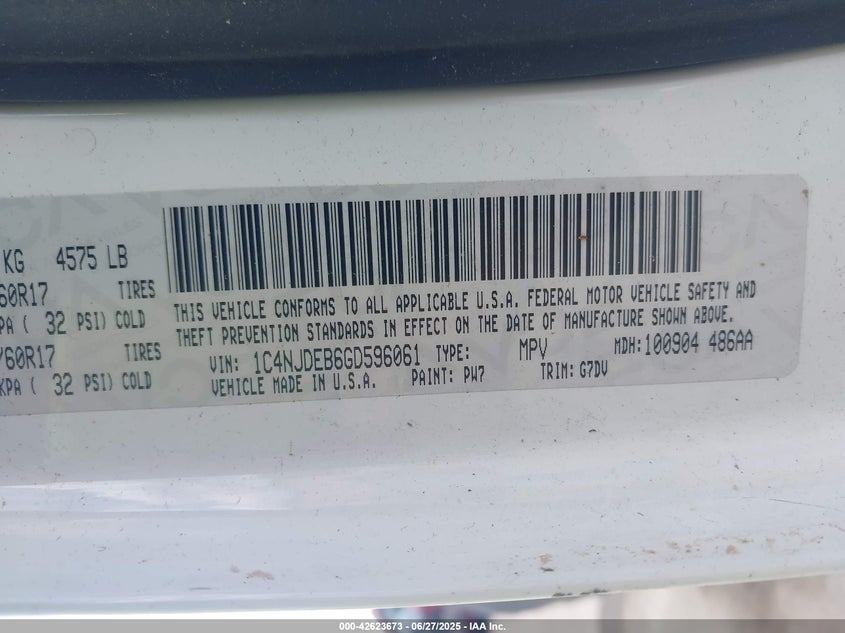 KG 4575 LB
60R17 TIRES
PA ( 32 PSI) COLD
/60R17 TIRES
KPA ( 32 PSI) COLD
THIS VEHICLE CONFORMS TO ALL APPLICABLE U.S.A. FEDERAL MOTOR VEHICLE SAFETY AND
THEFT PREVENTION STANDARDS IN EFFECT ON THE DATE OF MANUFACTURE SHOWN ABOVE.
VIN: 1C4NJDEB6GD596061 TYPE: MPV MDH:100904 486AA
VEHICLE MADE IN U.S.A. PAINT: PW7 TRIM: G7DV
000-42623673 - 06/27/2025 - IAA Inc.